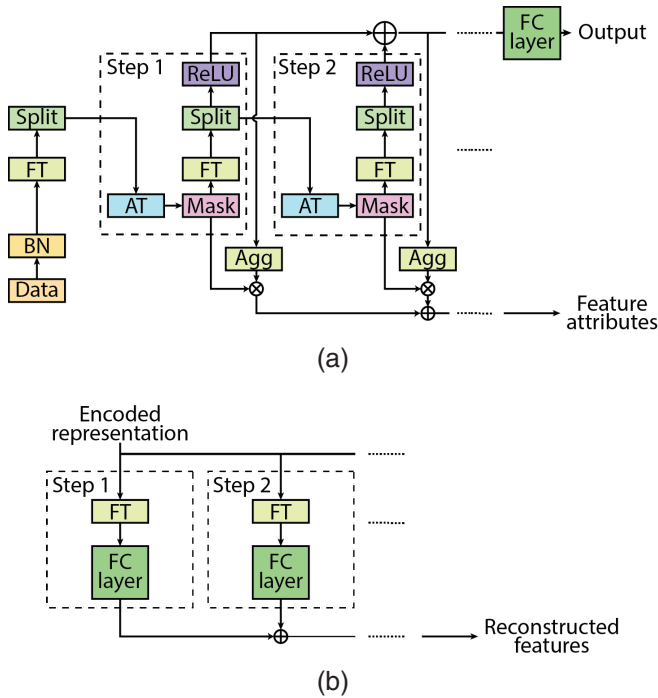 FC
layer
Output
Step 1
Step 2
ReLU
ReLU
Split
Split
Split
FT
FT
FT
AT
Mask
AT
Mask
BN
Agg
Agg
Data
Feature
attributes
(a)
Encoded
representation
Step 1
Step 2
FT
FT
FC
layer
FC
layer
Reconstructed
features
(b)